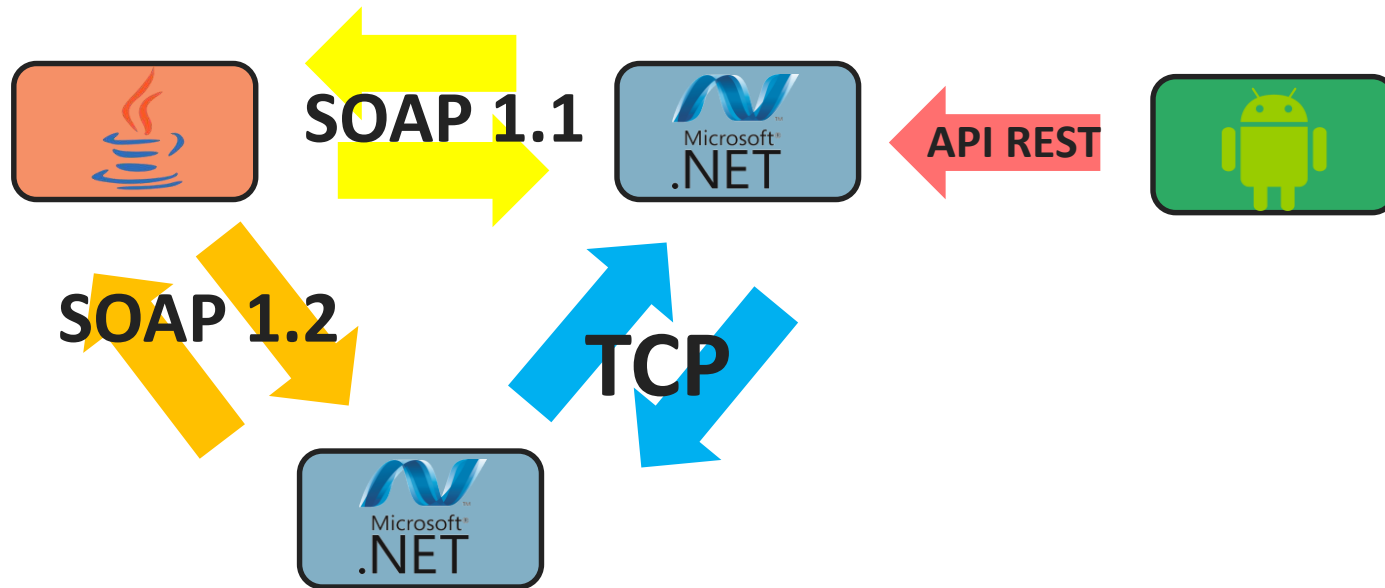 SOAP 1.1
Microsoft®
.NET
API REST
SOAP 1.2
TCP
Microsoft®
.NET